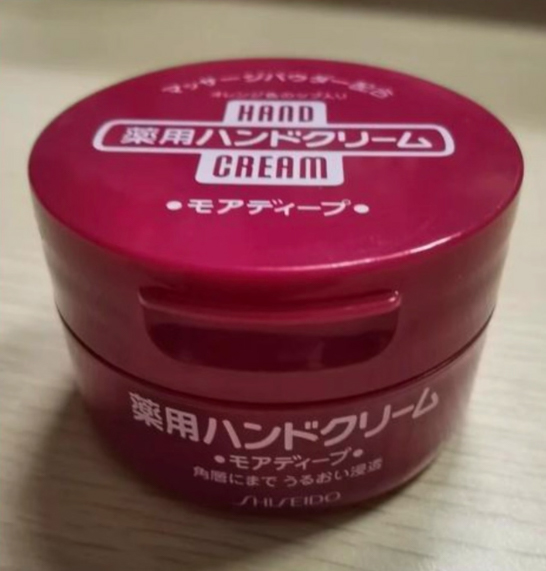 マッサージパウダー配合
HAND
薬用ハンドクリーム
CREAM
•モアディープ•
薬用ハンドクリーム
•モアディープ•
角層にまでうるおい浸透
SHISEIDO